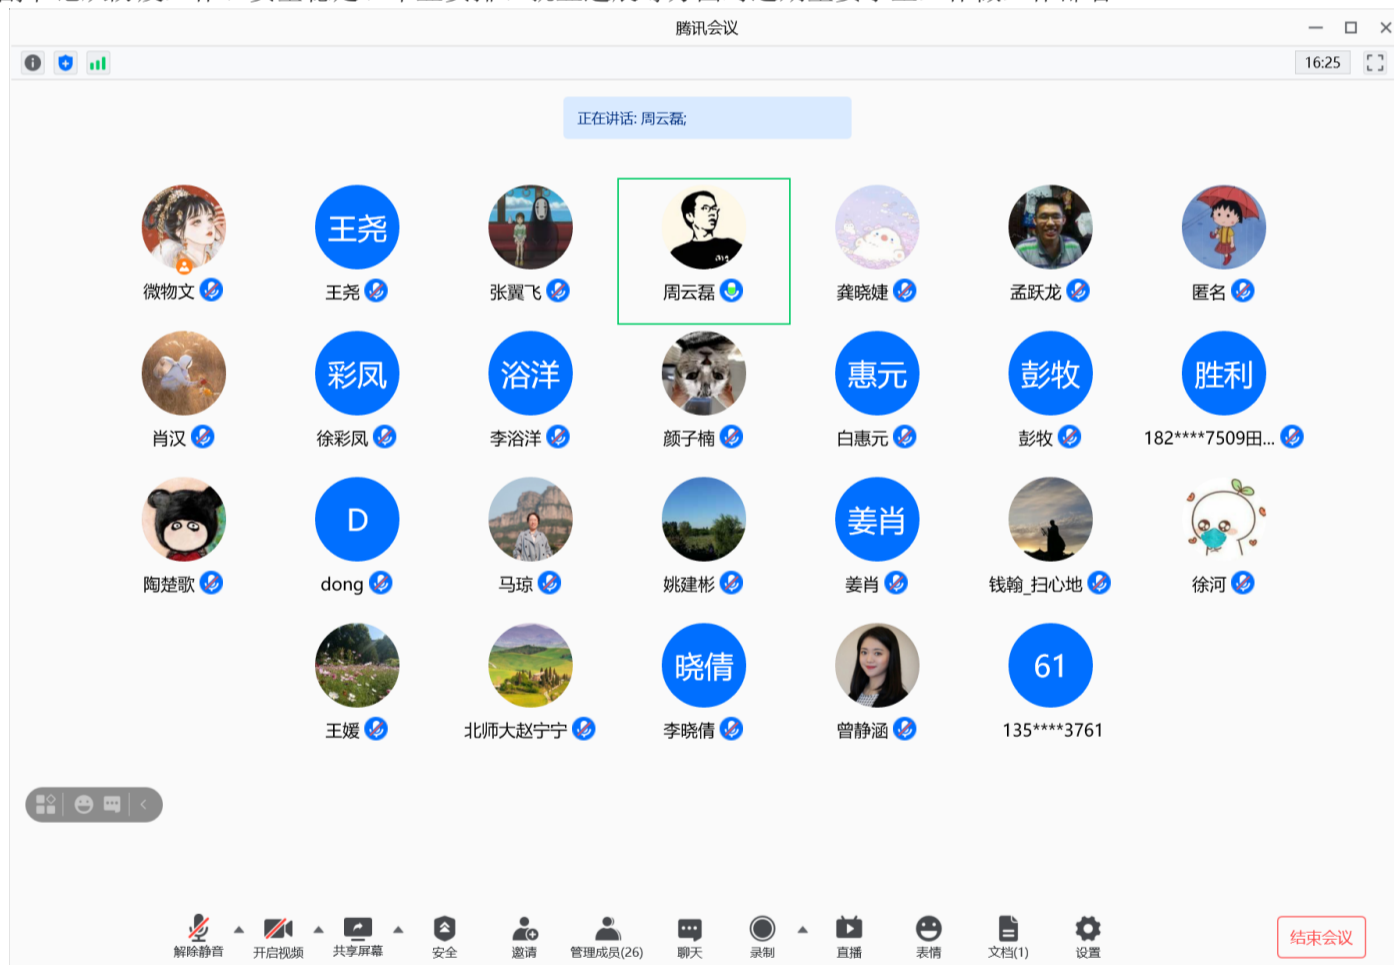 腾讯会议
16:25
正在讲话: 周云磊;
王尧
微物文 王尧 张翼飞 周云磊 龚晓婕 孟跃龙 匿名
彩凤 浴洋 惠元 彭牧 胜利
肖汉 徐彩凤 李浴洋 颜子楠 白惠元 彭牧 182****7509田...
D 姜肖
陶楚歌 dong 马琼 姚建彬 姜肖 钱翰_扫心地 徐河
晓倩 61
王媛 北师大赵宁宁 李晓倩 曾静涵 135****3761
解除静音 开启视频 共享屏幕 安全 邀请 管理成员(26) 聊天 录制 直播 表情 文档(1) 设置 结束会议